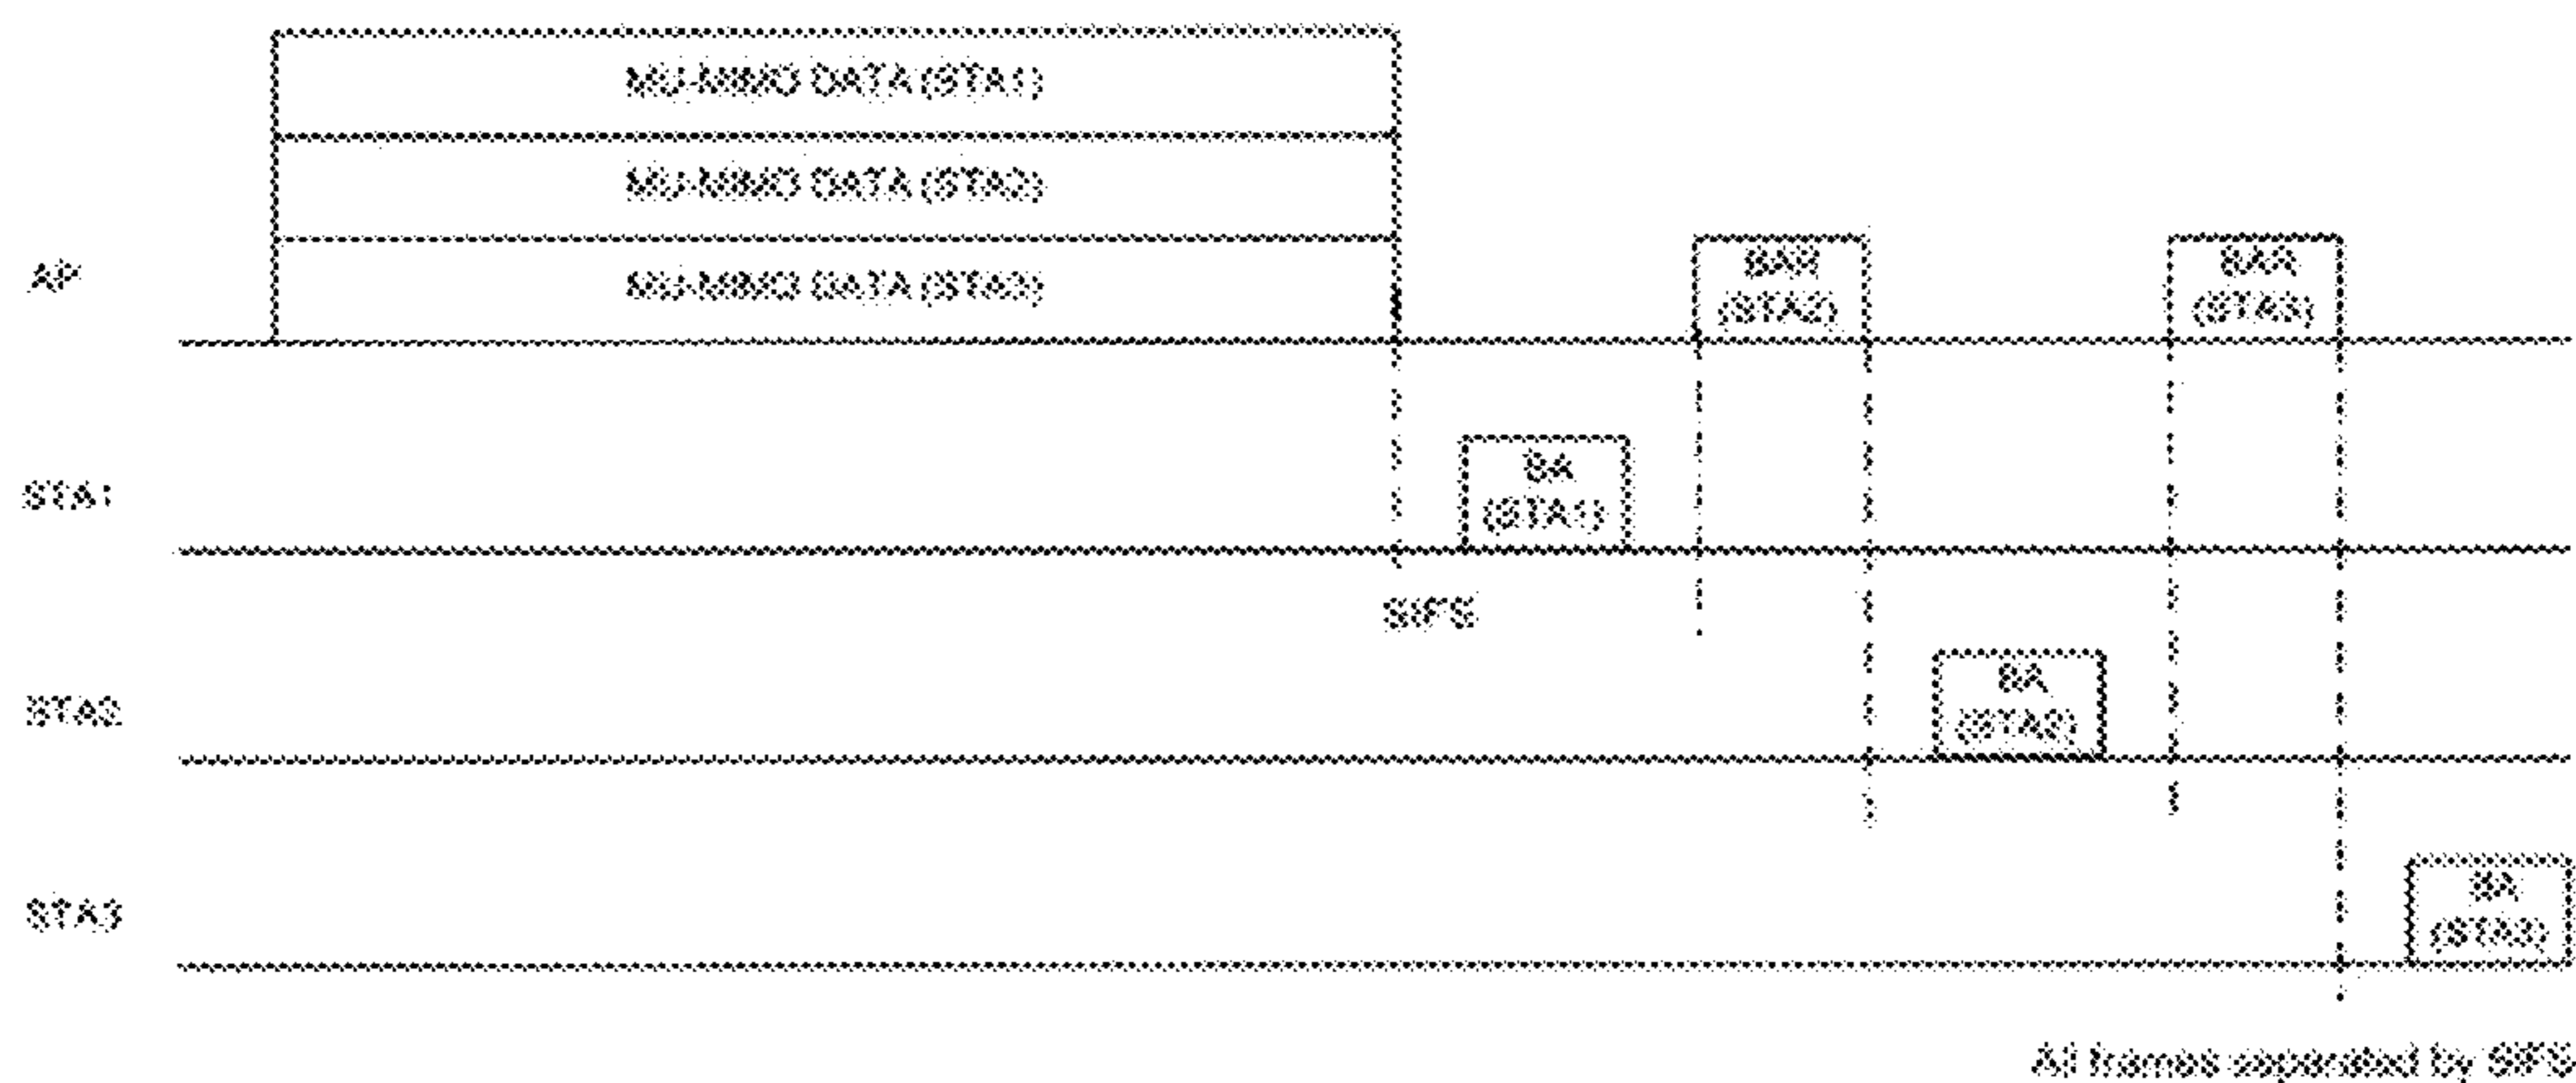 MU-MIMO DATA (STA1)
MU-MIMO DATA (STA2)
MU-MIMO DATA (STA3)
AP
BAR
(STA2)
BAR
(STA3)
STA1
BA
(STA1)
SIFS
STA2
BA
(STA2)
STA3
BA
(STA3)
All frames separated by SIFS